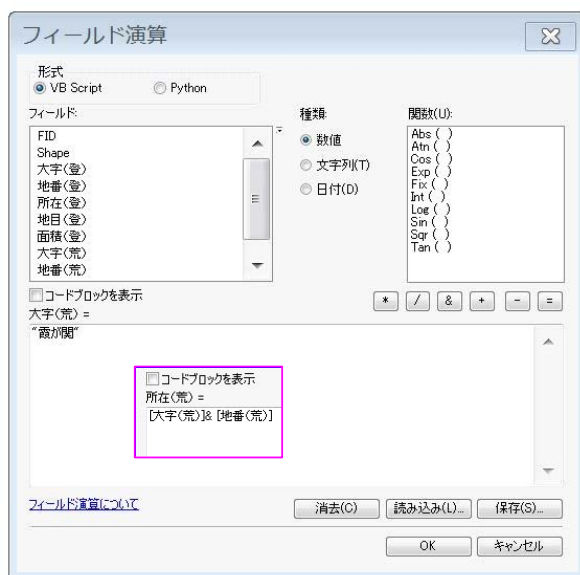 フィールド演算
形式
VB Script Python
フィールド:
FID
Shape
大字(登)
地番(登)
所在(登)
地目(登)
面積(登)
大字(荒)
地番(荒)
種類:
数値
文字列(T)
日付(D)
関数(U):
Abs ( )
Atn ( )
Cos ( )
Exp ( )
Fix ( )
Int ( )
Log ( )
Sin ( )
Sqr ( )
Tan ( )
コードブロックを表示
* / & + - =
大字(荒) =
"霞が関"
コードブロックを表示
所在(荒) =
[大字(荒)]& [地番(荒)]
フィールド演算について
消去(C) 読み込み(L)... 保存(S)...
OK キャンセル